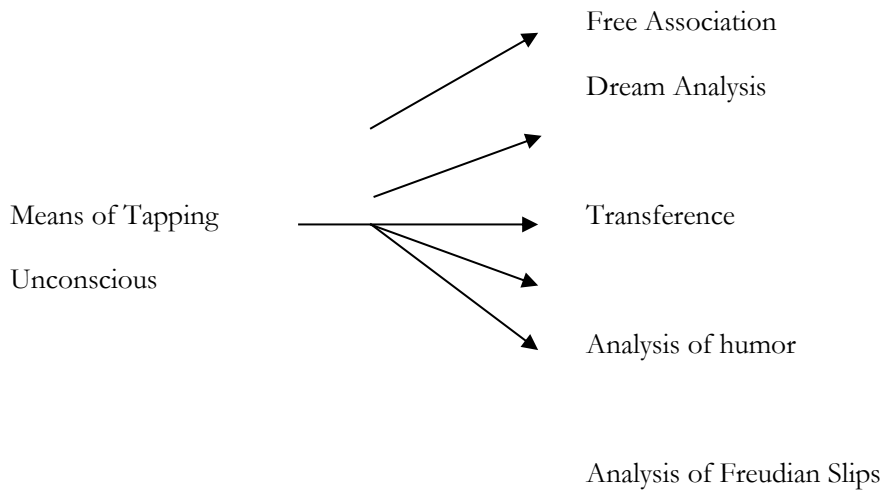 Free Association
Dream Analysis
Means of Tapping
Transference
Unconscious
Analysis of humor
Analysis of Freudian Slips